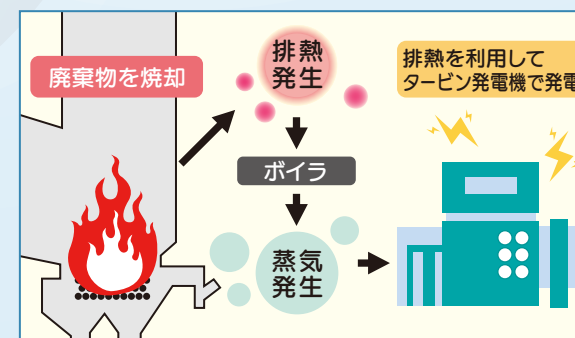 廃棄物を焼却
排熱
発生
ボイラ
蒸気
発生
排熱を利用して
タービン発電機で発電